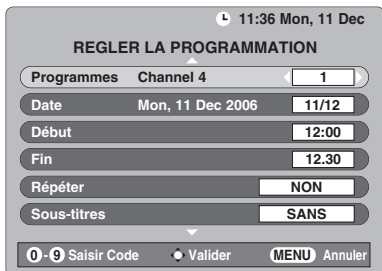 11:36 Mon, 11 Dec
REGLER LA PROGRAMMATION
Programmes Channel 4 1
Date Mon, 11 Dec 2006 11/12
Début 12:00
Fin 12.30
Répéter NON
Sous-titres SANS
0-9 Saisir Code Valider MENU Annuler